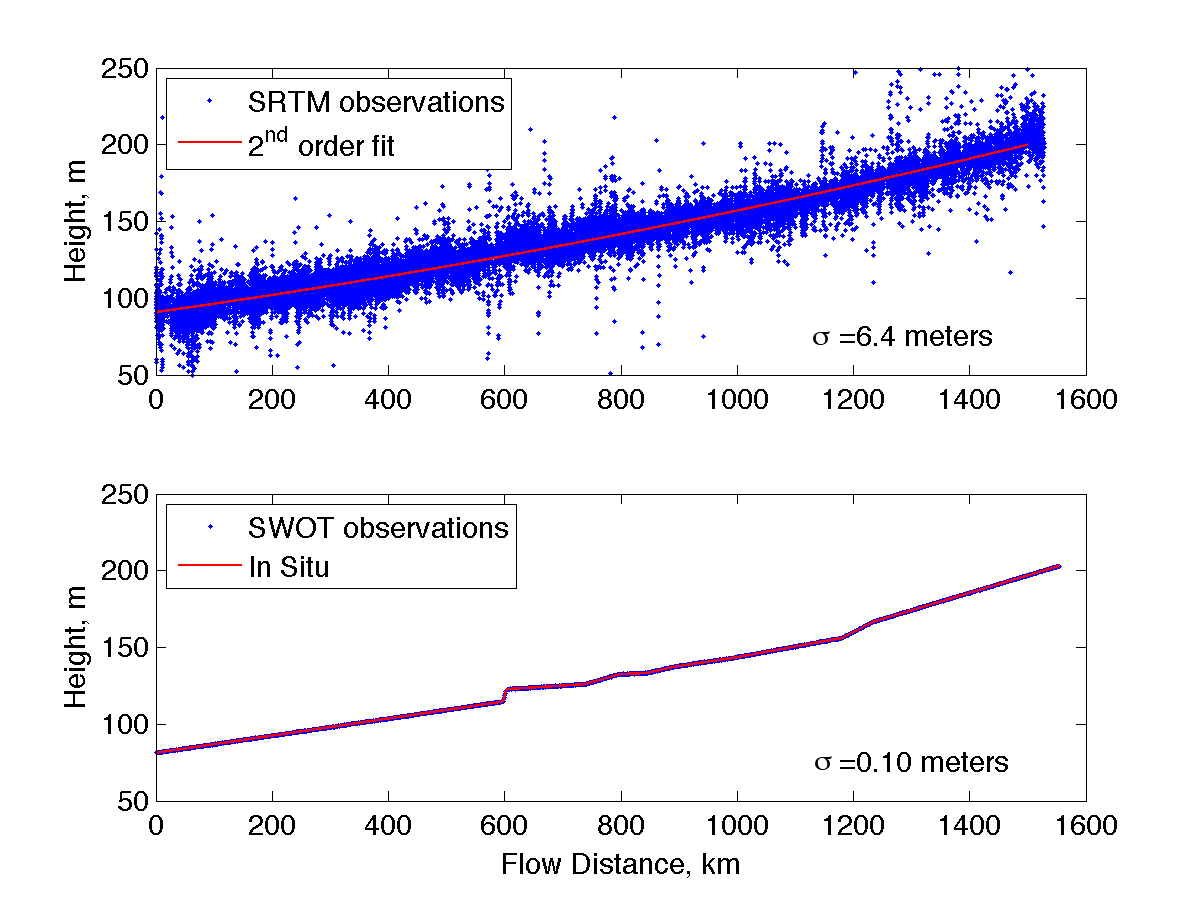 250
200
150
100
50
Height, m
SRTM observations
2nd order fit
σ =6.4 meters
0 200 400 600 800 1000 1200 1400 1600
250
200
150
100
50
Height, m
SWOT observations
In Situ
σ =0.10 meters
0 200 400 600 800 1000 1200 1400 1600
Flow Distance, km